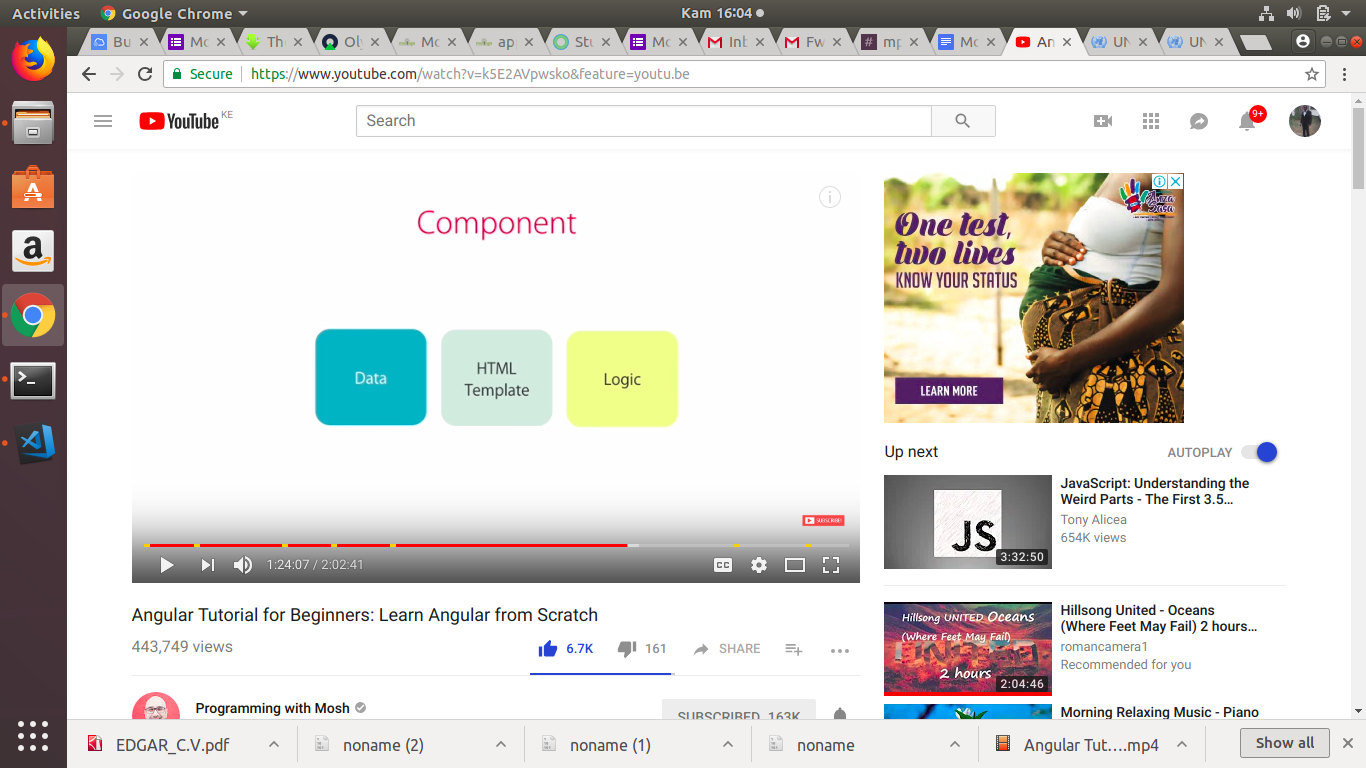 Activities
Google Chrome
Kam 16:04
Bu
Mo
Th
Oly
Mo
ap
Stu
Mo
Inb
Fw
mp
Mo
An
UN
UN
Secure
https://www.youtube.com/watch?v=k5E2AVpwsko&feature=youtu.be
YouTube KE
Search
9+
Component
Data
HTML
Template
Logic
SUBSCRIBE
CC
1:24:07 / 2:02:41
Angular Tutorial for Beginners: Learn Angular from Scratch
443,749 views
6.7K
161
SHARE
Programming with Mosh
SUBSCRIBED 163K
One test,
two lives
KNOW YOUR STATUS
LEARN MORE
Up next
AUTOPLAY
JS
3:32:50
JavaScript: Understanding the
Weird Parts - The First 3.5...
Tony Alicea
654K views
Hillsong UNITED Oceans
(Where Feet May Fail)
2 hours
2:04:46
Hillsong United - Oceans
(Where Feet May Fail) 2 hours...
romancamera1
Recommended for you
Morning Relaxing Music - Piano
EDGAR_C.V.pdf
noname (2)
noname (1)
noname
Angular Tut....mp4
Show all